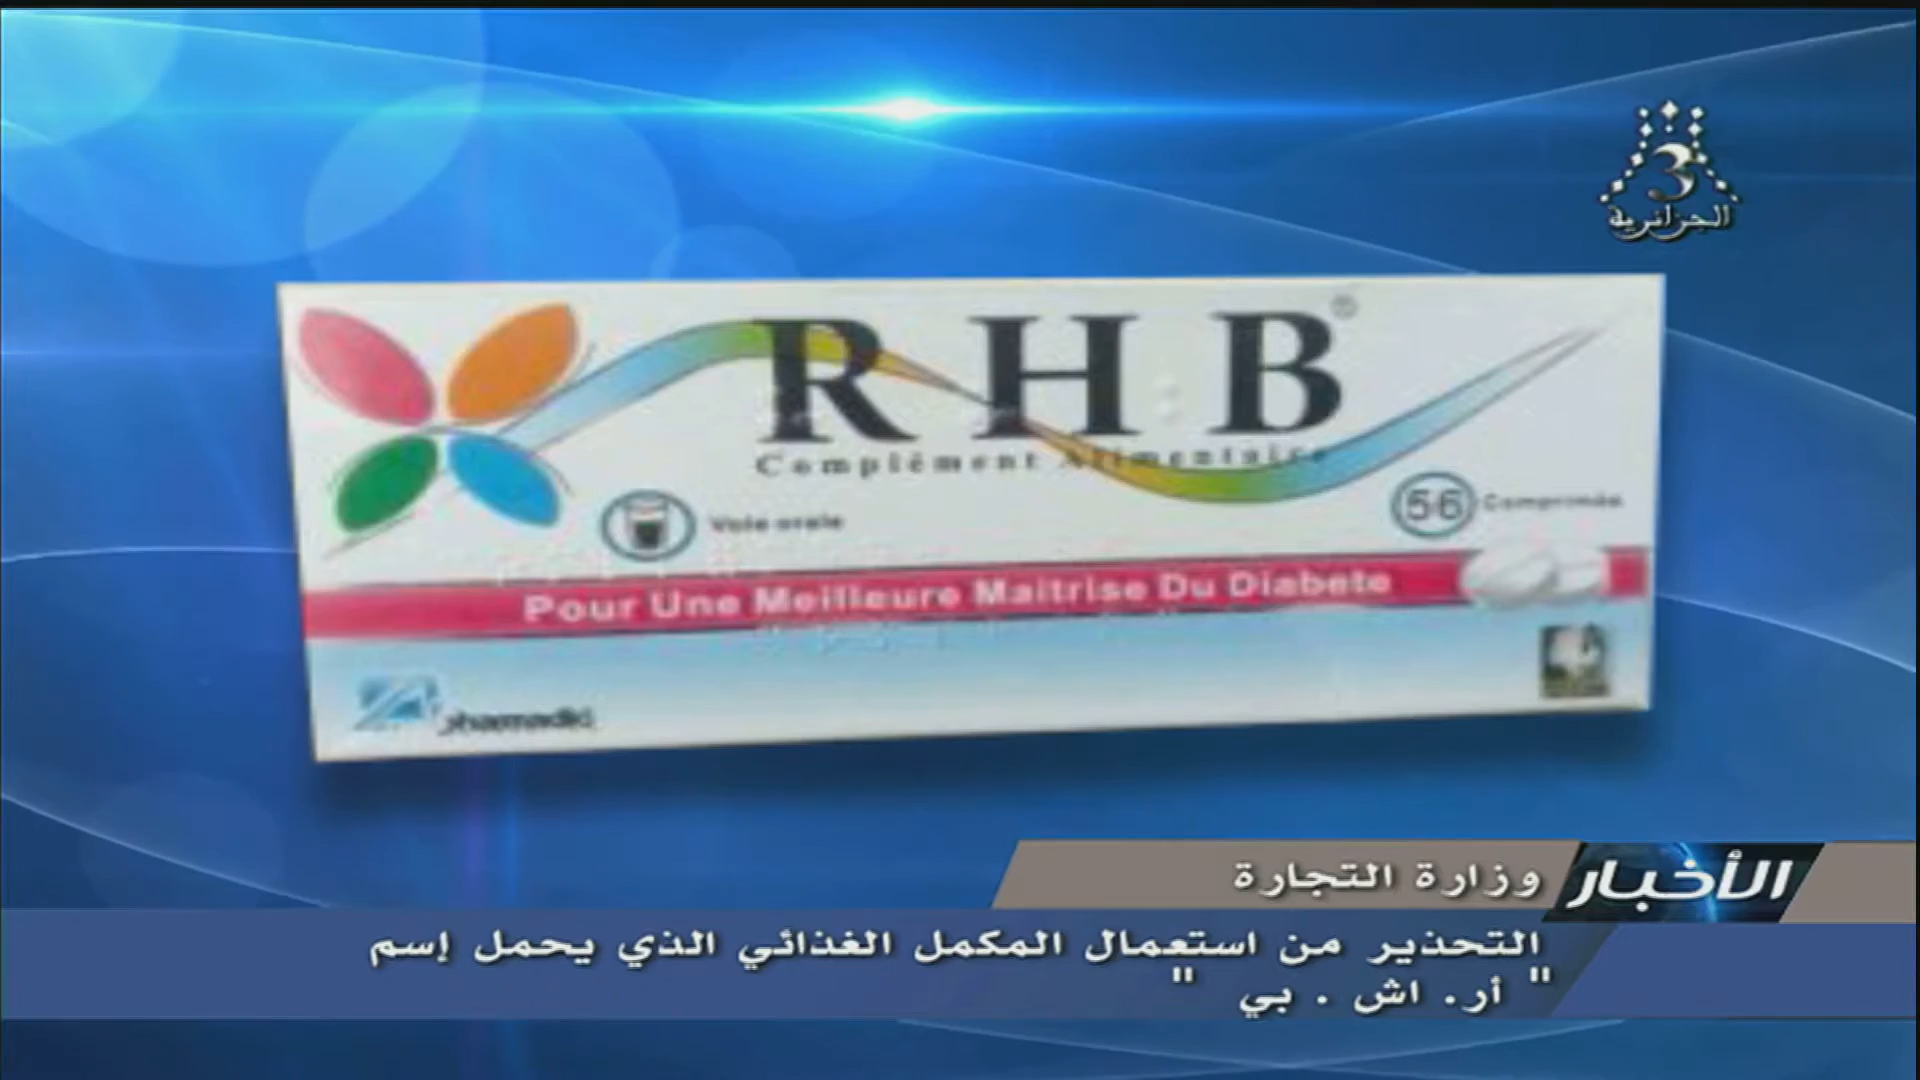 3
الجزائرية
R H B ®
Complément Alimentaire
Voie orale
56 Comprimés
Pour Une Meilleure Maitrise Du Diabete
الأخبار
وزارة التجارة
التحذير من استعمال المكمل الغذائي الذي يحمل إسم
" أر. اش . بي "